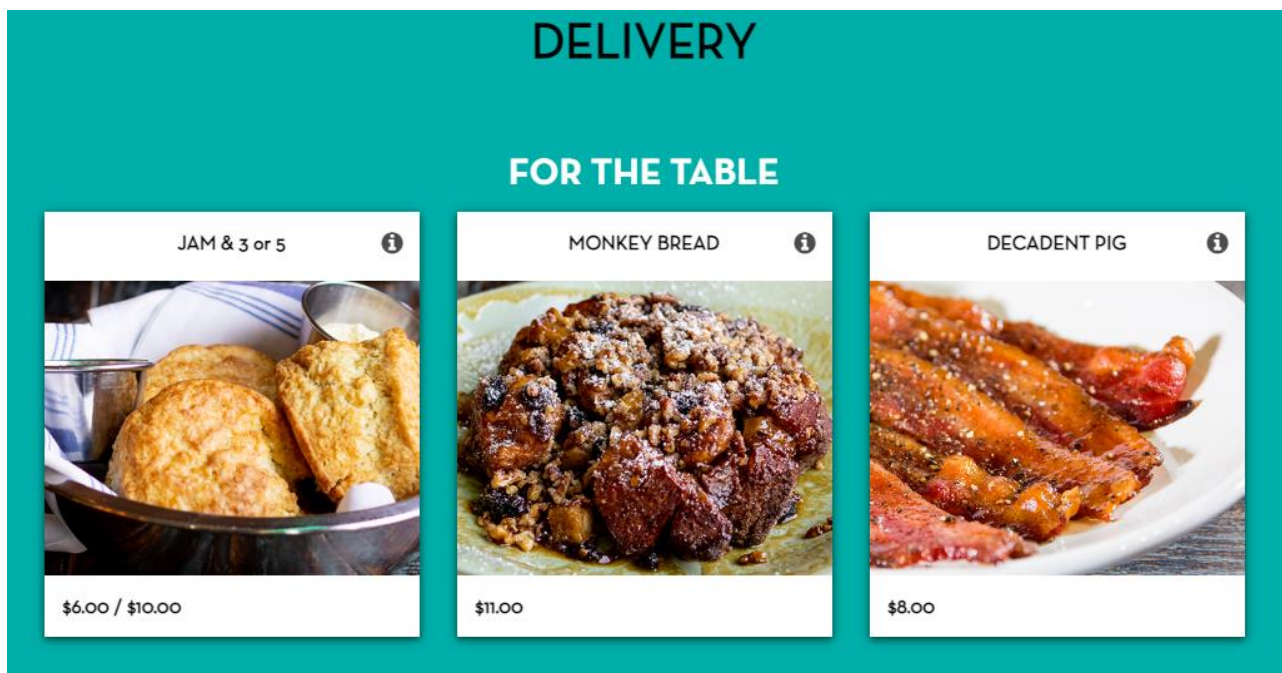 DELIVERY
FOR THE TABLE
JAM & 3 or 5
MONKEY BREAD
DECADENT PIG
$6.00 / $10.00
$11.00
$8.00